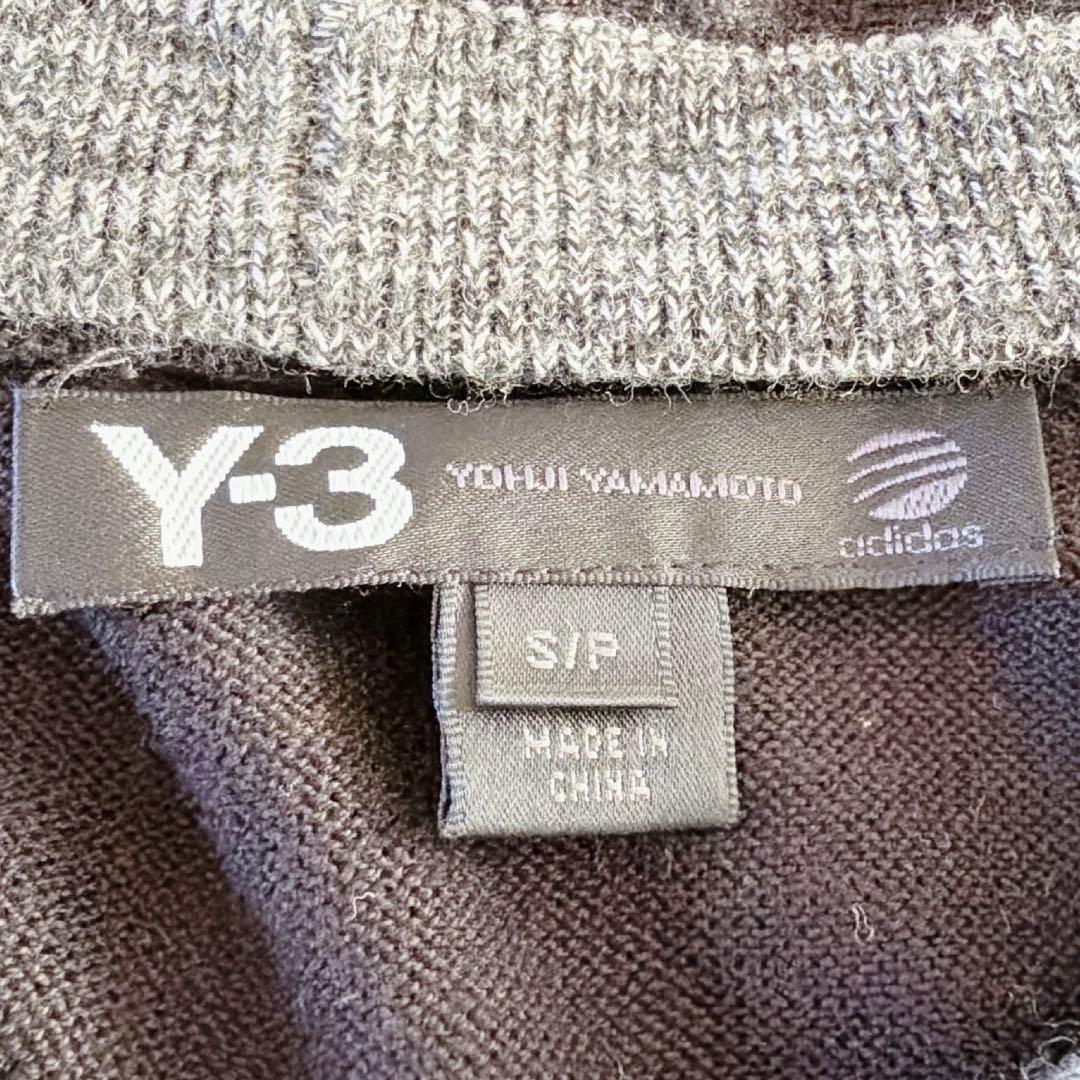 Y-3 YOHJI YAMAMOTO adidas
S/P
MADE IN
CHINA